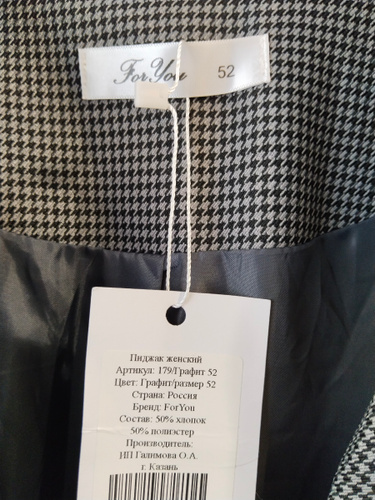 For You 52
Пиджак женский
Артикул: 179/Графит 52
Цвет: Графит/размер 52
Страна: Россия
Бренд: ForYou
Состав: 50% хлопок
50% полиэстер
Производитель:
ИП Галимова О.А.
г. Казань